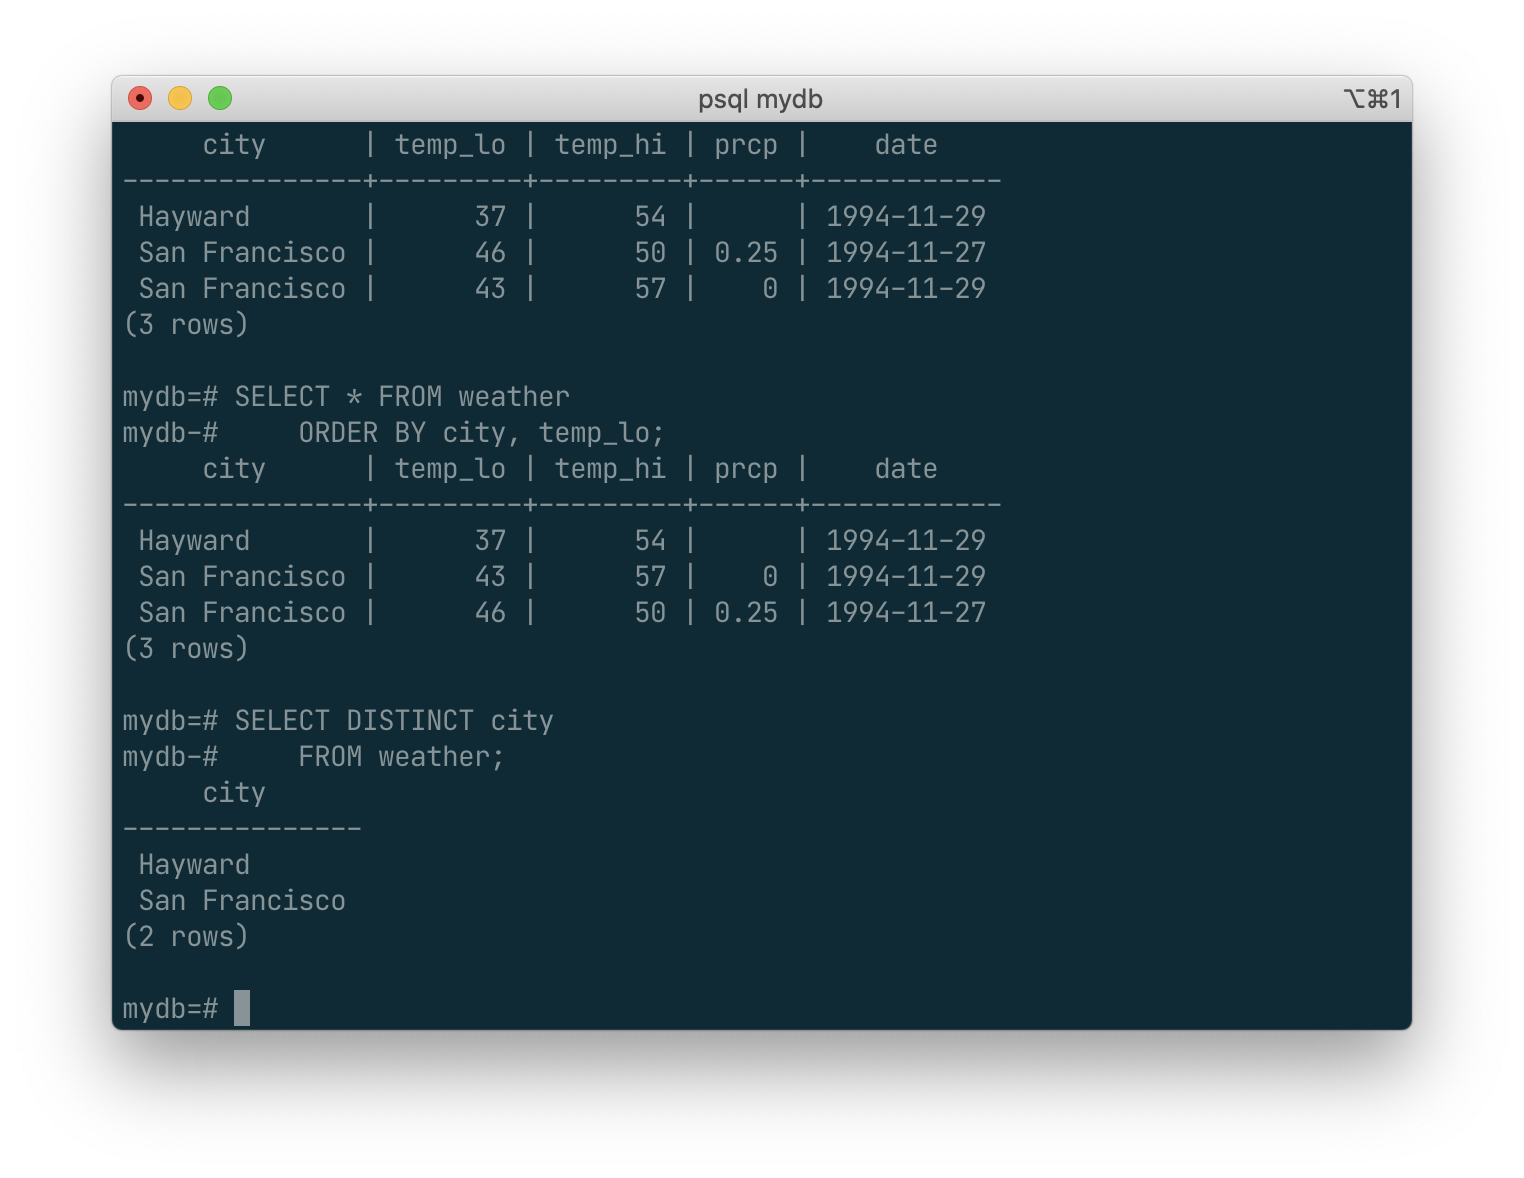 psql mydb ⌥⌘1
     city      | temp_lo | temp_hi | prcp |    date
---------------+---------+---------+------+------------
 Hayward       |      37 |      54 |      | 1994-11-29
 San Francisco |      46 |      50 | 0.25 | 1994-11-27
 San Francisco |      43 |      57 |    0 | 1994-11-29
(3 rows)

mydb=# SELECT * FROM weather
mydb-#     ORDER BY city, temp_lo;
     city      | temp_lo | temp_hi | prcp |    date
---------------+---------+---------+------+------------
 Hayward       |      37 |      54 |      | 1994-11-29
 San Francisco |      43 |      57 |    0 | 1994-11-29
 San Francisco |      46 |      50 | 0.25 | 1994-11-27
(3 rows)

mydb=# SELECT DISTINCT city
mydb-#     FROM weather;
     city
---------------
 Hayward
 San Francisco
(2 rows)

mydb=#